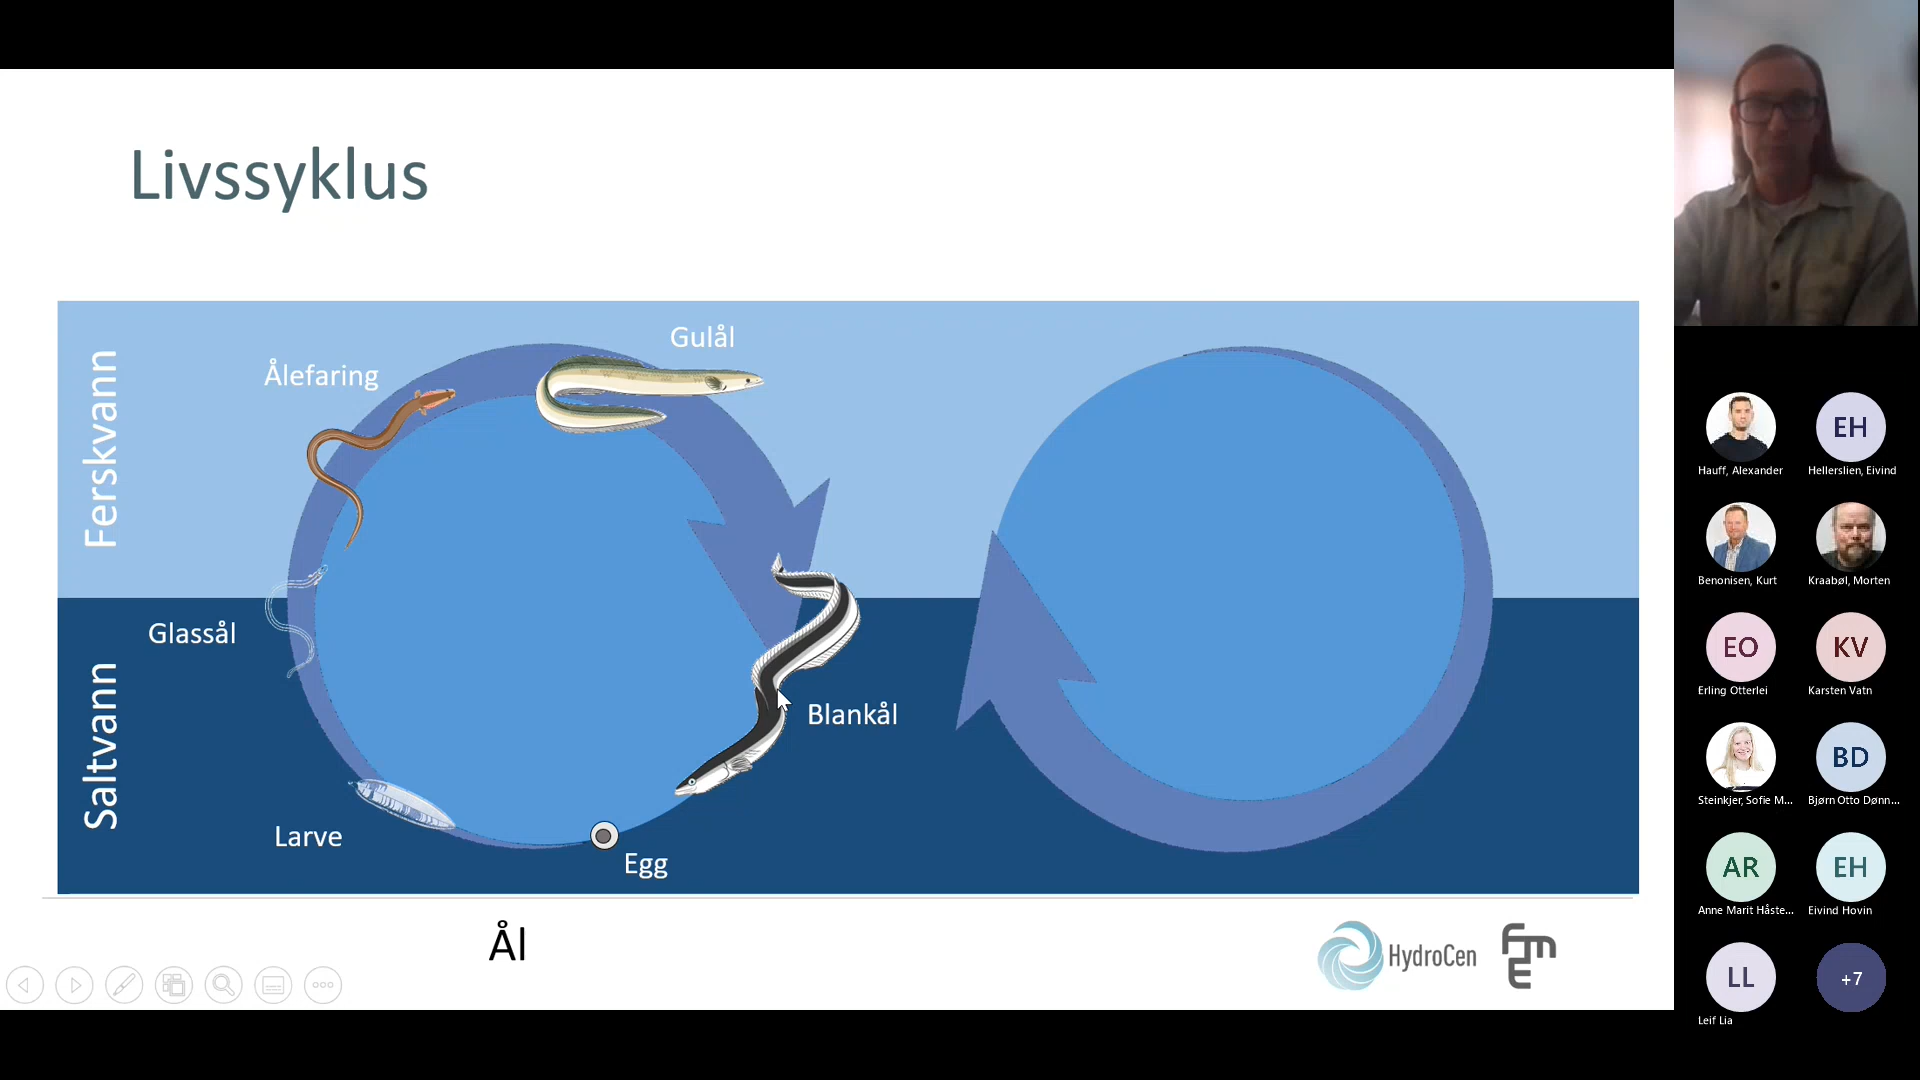 Livssyklus
Ferskvann
Saltvann
Gulål
Ålefaring
Glassål
Blankål
Larve
Egg
Ål
HydroCen
FME
Hauff, Alexander
EH
Hellerslien, Eivind
Benonisen, Kurt
Kraabøl, Morten
EO
Erling Otterlei
KV
Karsten Vatn
Steinkjer, Sofie M...
BD
Bjørn Otto Dønn...
AR
Anne Marit Håste...
EH
Eivind Hovin
LL
Leif Lia
+7